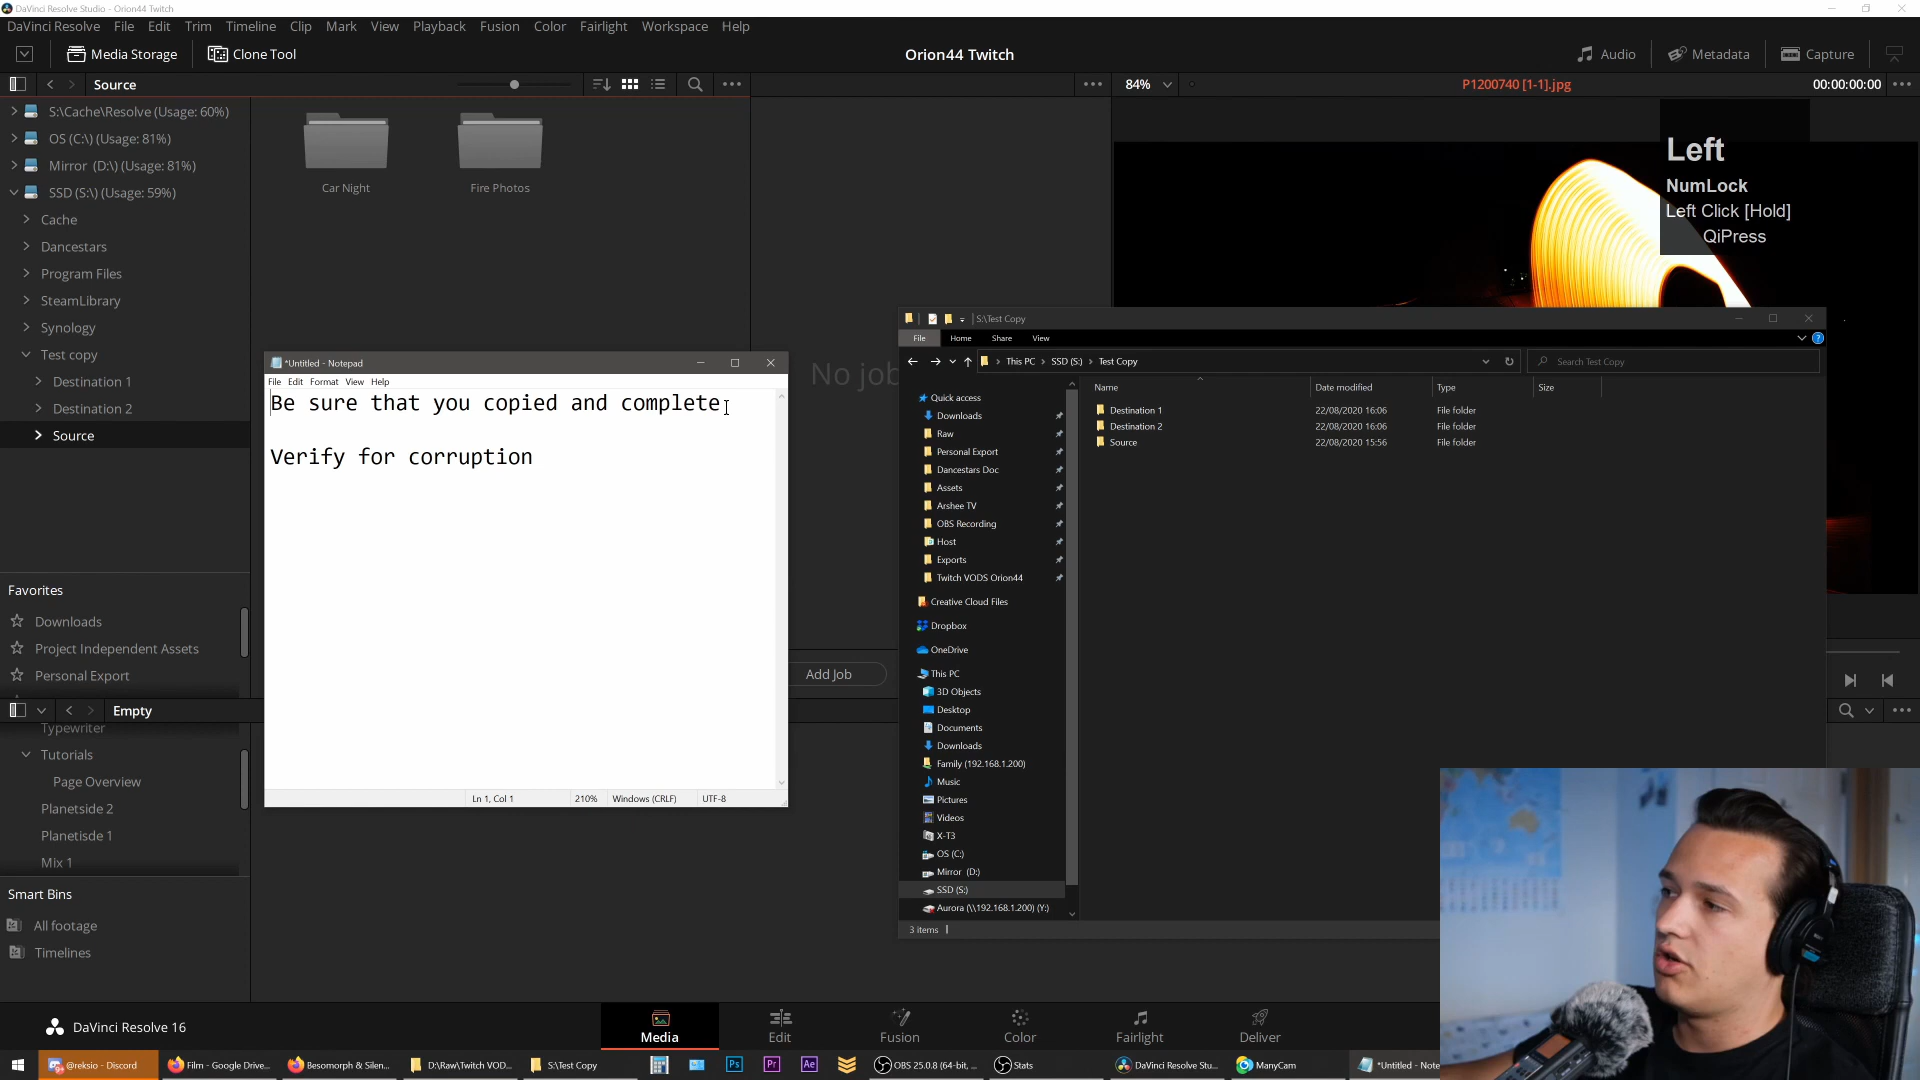 DaVinci Resolve Studio - Orion44 Twitch
DaVinci Resolve File Edit Trim Timeline Clip Mark View Playback Fusion Color Fairlight Workspace Help
Media Storage Clone Tool Orion44 Twitch Audio Metadata Capture
Source 84% P1200740 [1-1].jpg 00:00:00:00
S:\Cache\Resolve (Usage: 60%)
OS (C:\) (Usage: 81%)
Mirror (D:\) (Usage: 81%)
SSD (S:\) (Usage: 59%)
Cache
Dancestars
Program Files
SteamLibrary
Synology
Test copy
Destination 1
Destination 2
Source
Car Night Fire Photos
Left
NumLock
Left Click [Hold]
QiPress
No job
Add Job
*Untitled - Notepad
File Edit Format View Help
Be sure that you copied and complete
Verify for corruption
Ln 1, Col 1 210% Windows (CRLF) UTF-8
S:\Test Copy
File Home Share View
This PC SSD (S:) Test Copy Search Test Copy
Name Date modified Type Size
Destination 1 22/08/2020 16:06 File folder
Destination 2 22/08/2020 16:06 File folder
Source 22/08/2020 15:56 File folder
Quick access
Downloads
Raw
Personal Export
Dancestars Doc
Assets
Arshee TV
OBS Recording
Host
Exports
Twitch VODS Orion44
Creative Cloud Files
Dropbox
OneDrive
This PC
3D Objects
Desktop
Documents
Downloads
Family (192.168.1.200)
Music
Pictures
Videos
X-T3
OS (C:)
Mirror (D:)
SSD (S:)
Aurora (\\192.168.1.200) (Y:)
3 items
Favorites
Downloads
Project Independent Assets
Personal Export
Empty
Typewriter
Tutorials
Page Overview
Planetside 2
Planetisde 1
Mix 1
Smart Bins
All footage
Timelines
DaVinci Resolve 16
Media Edit Fusion Color Fairlight Deliver
@reksio - Discord Film - Google Drive... Besomorph & Silen... D:\Raw\Twitch VOD... S:\Test Copy Ps Pr Ae OBS 25.0.8 (64-bit, ... Stats DaVinci Resolve Stu... ManyCam *Untitled - Note